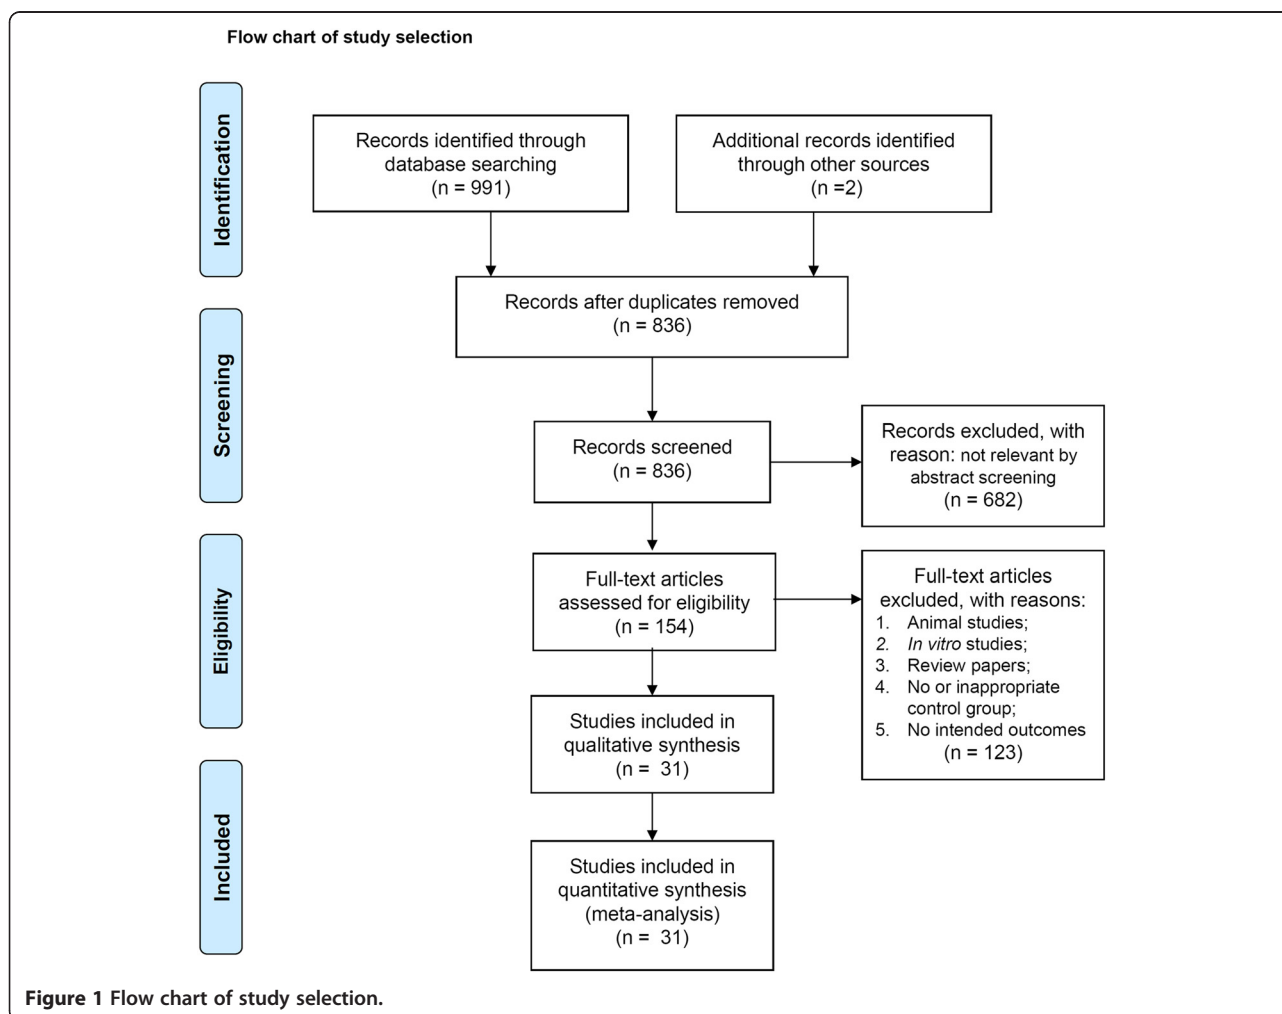 Flow chart of study selection
Identification
Records identified through
database searching
(n = 991)
Additional records identified
through other sources
(n =2)
Records after duplicates removed
(n = 836)
Screening
Records screened
(n = 836)
Records excluded, with
reason: not relevant by
abstract screening
(n = 682)
Eligibility
Full-text articles
assessed for eligibility
(n = 154)
Full-text articles
excluded, with reasons:
1. Animal studies;
2. In vitro studies;
3. Review papers;
4. No or inappropriate
control group;
5. No intended outcomes
(n = 123)
Studies included in
qualitative synthesis
(n = 31)
Included
Studies included in
quantitative synthesis
(meta-analysis)
(n = 31)
Figure 1 Flow chart of study selection.